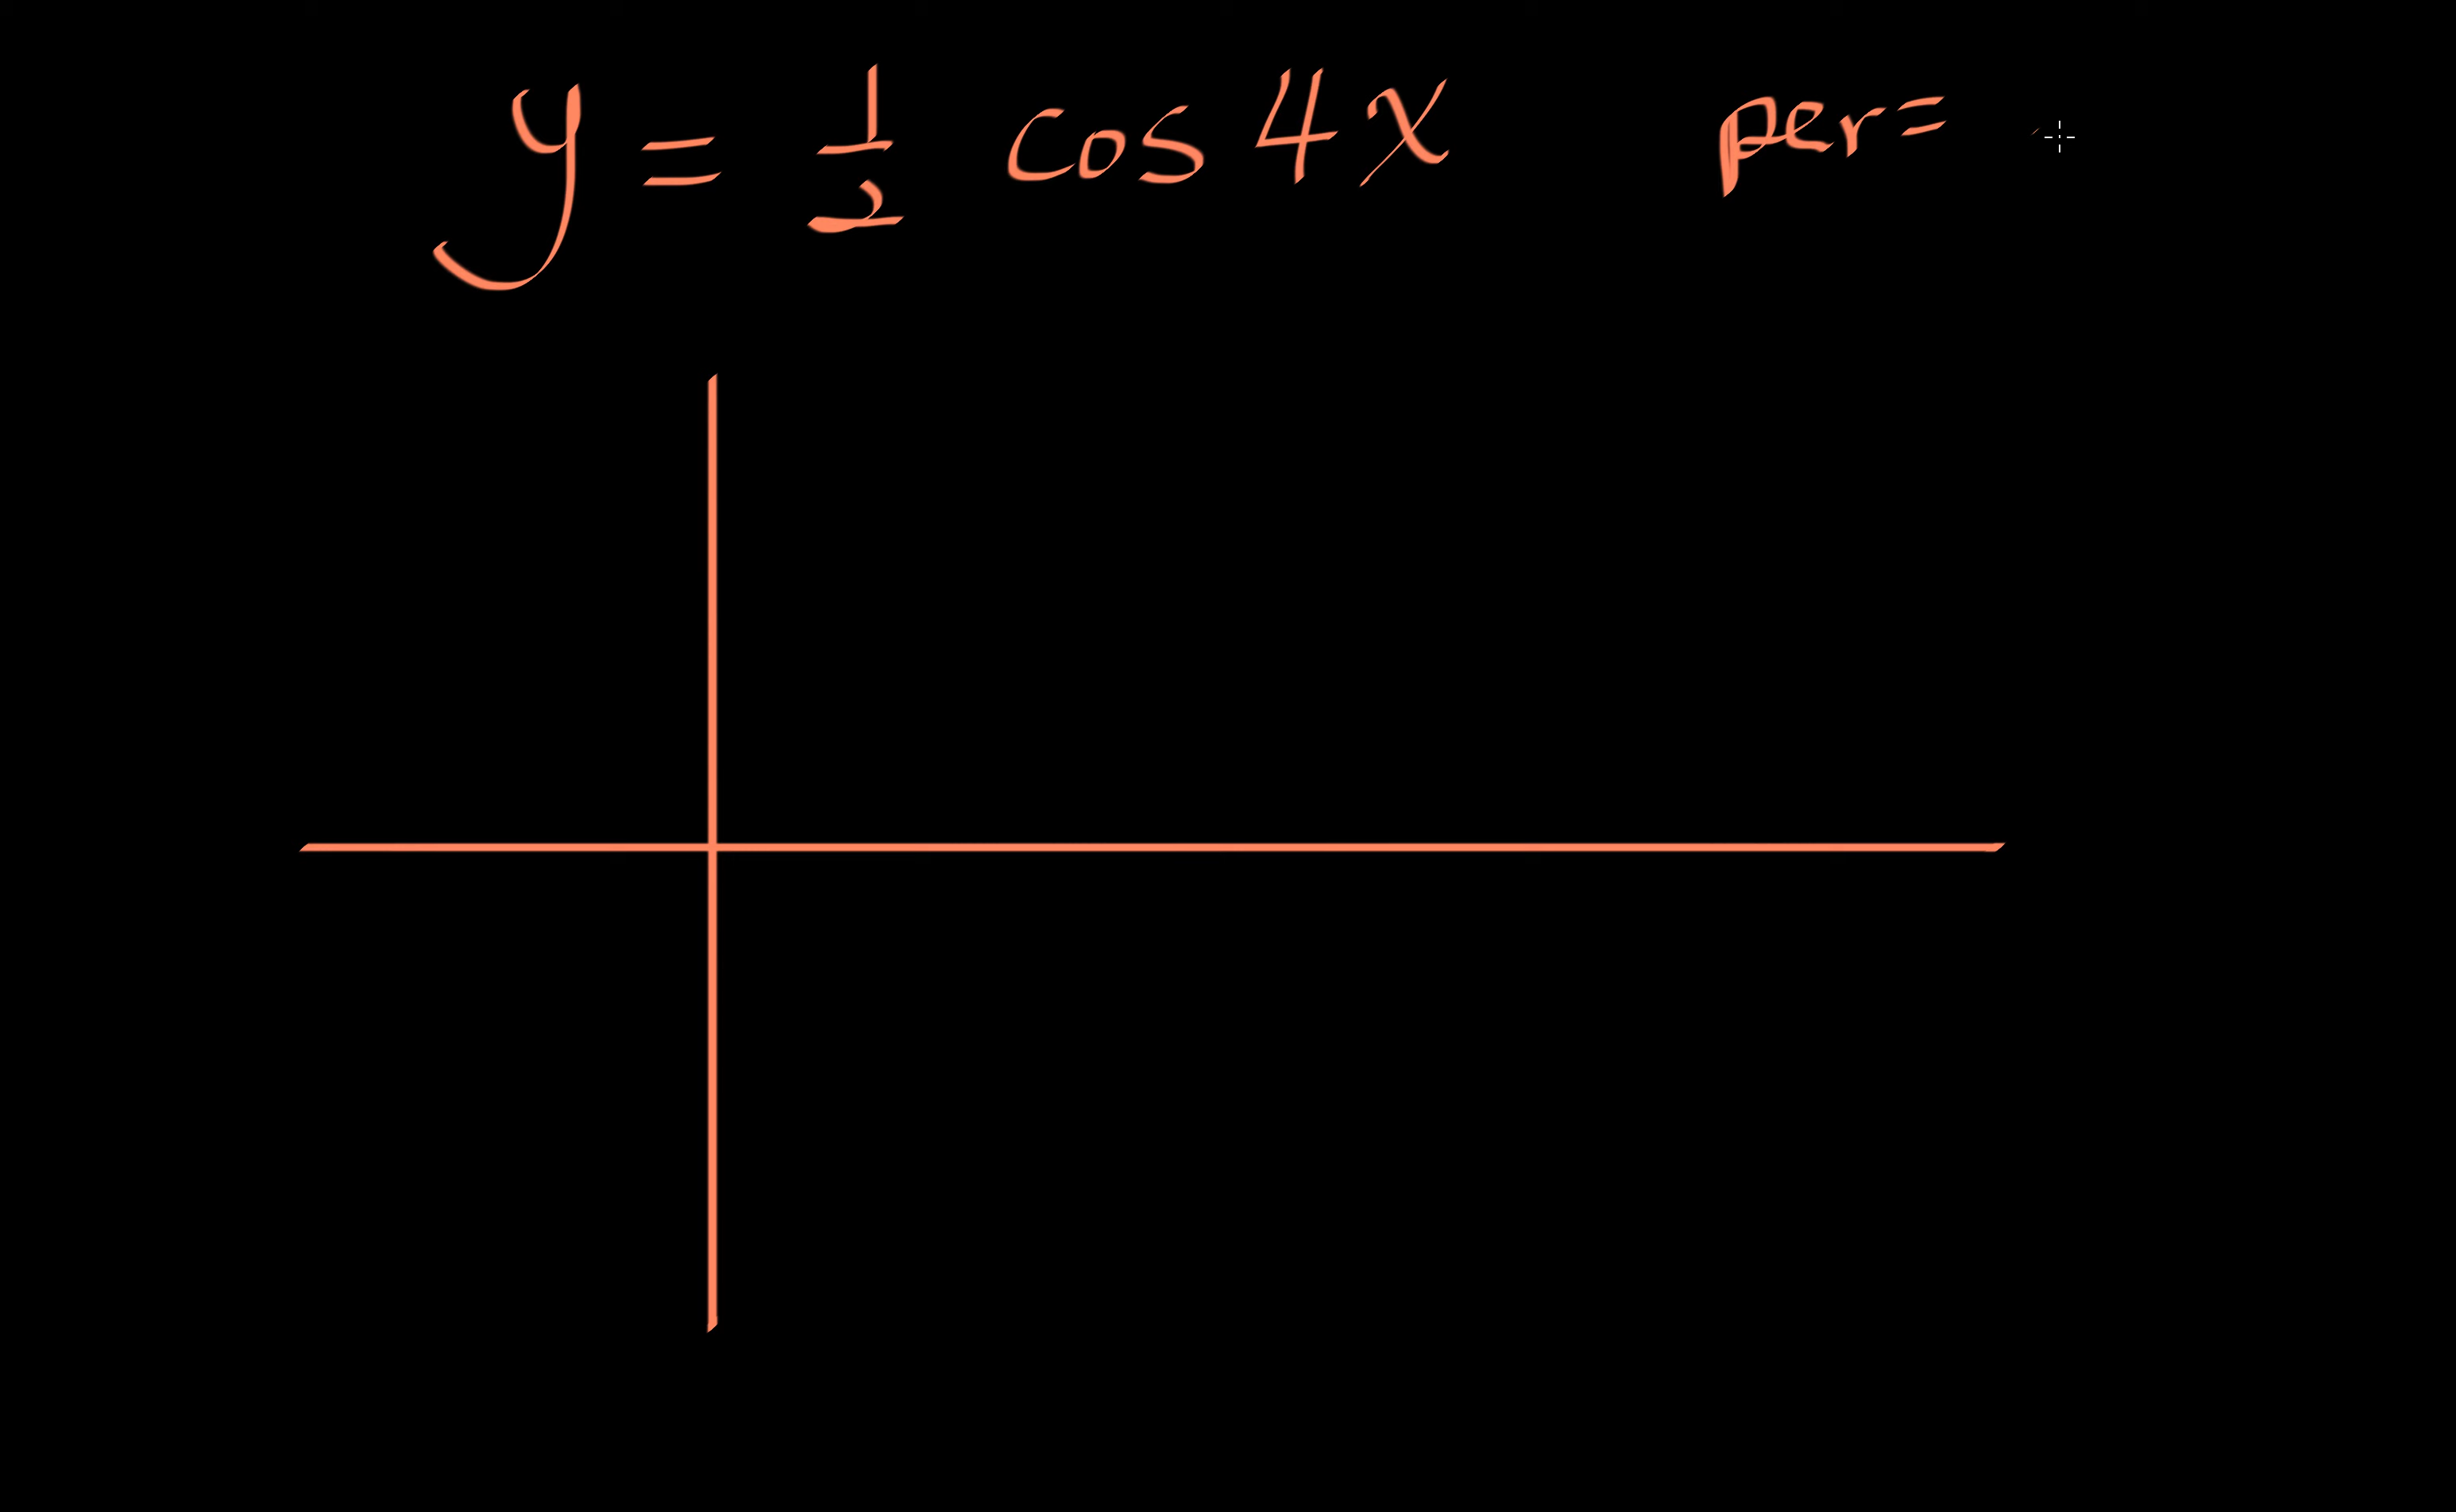 y = 1/2 cos 4x per=